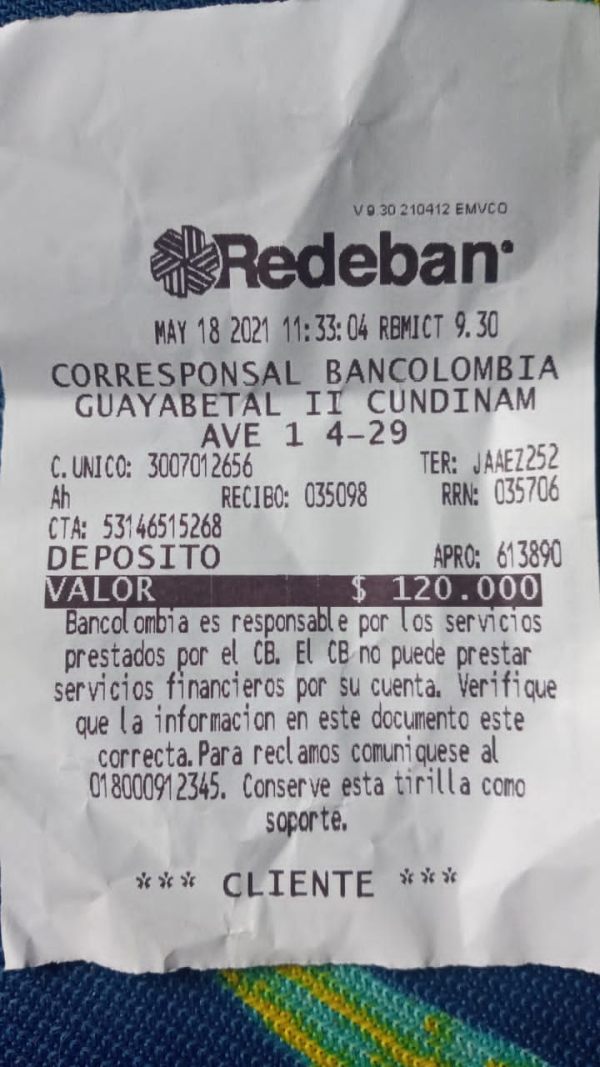 V 9.30 210412 EMVCO
Redeban
MAY 18 2021 11:33:04 RBMICT 9.30
CORRESPONSAL BANCOLOMBIA
GUAYABETAL II CUNDINAM
AVE 1 4-29
C.UNICO: 3007012656 TER: JAAEZ252
Ah RECIBO: 035098 RRN: 035706
CTA: 53146515268
DEPOSITO APRO: 613890
VALOR $ 120.000
Bancolombia es responsable por los servicios
prestados por el CB. El CB no puede prestar
servicios financieros por su cuenta. Verifique
que la informacion en este documento este
correcta.Para reclamos comuniquese al
018000912345. Conserve esta tirilla como
soporte.
*** CLIENTE ***